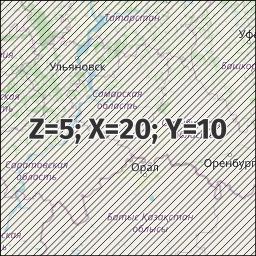 Татарстан
Уфа
Ульяновск
Башкор
Самарская
область
Z=5; X=20; Y=10
Саратовская
область
Орал
Оренбург
Батыс Қазақстан
облысы